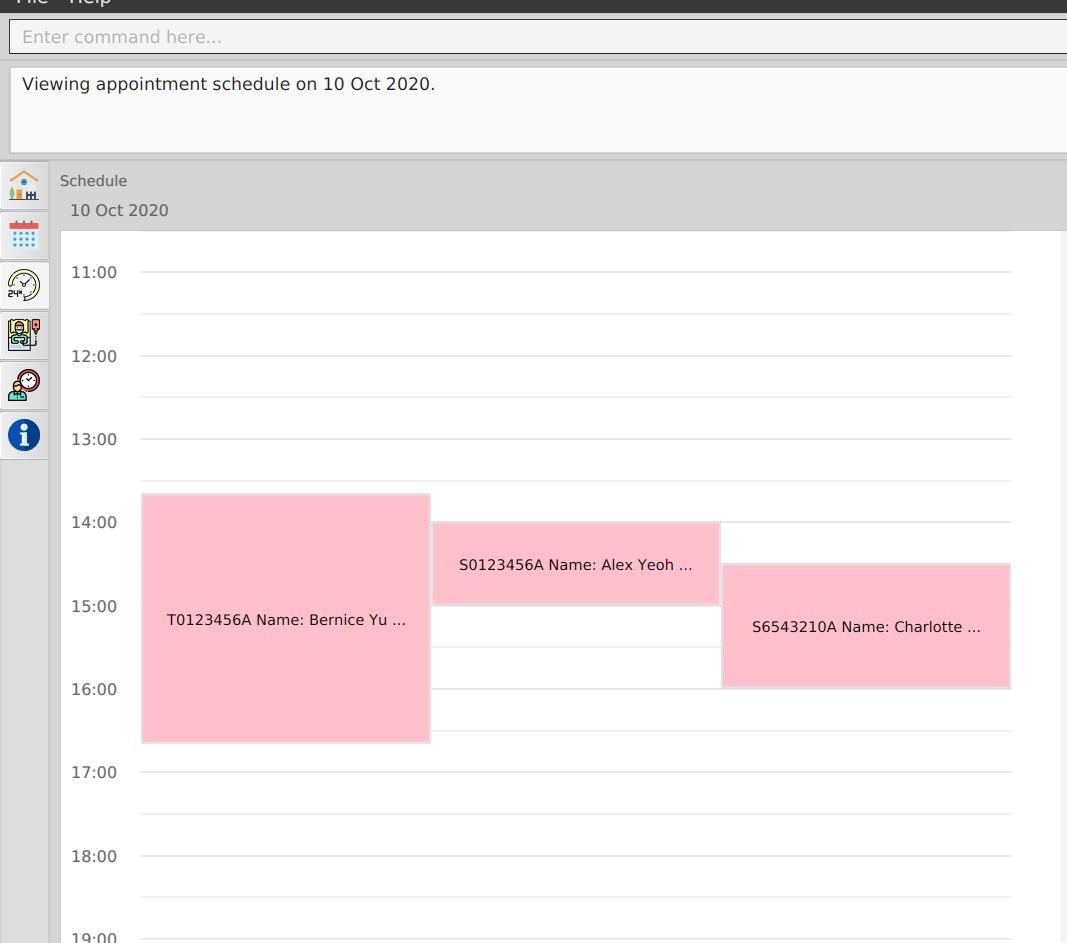 File Help
Enter command here...
Viewing appointment schedule on 10 Oct 2020.
Schedule
10 Oct 2020
11:00
12:00
13:00
14:00
S0123456A Name: Alex Yeoh ...
15:00
T0123456A Name: Bernice Yu ...
S6543210A Name: Charlotte ...
16:00
17:00
18:00
19:00
24H